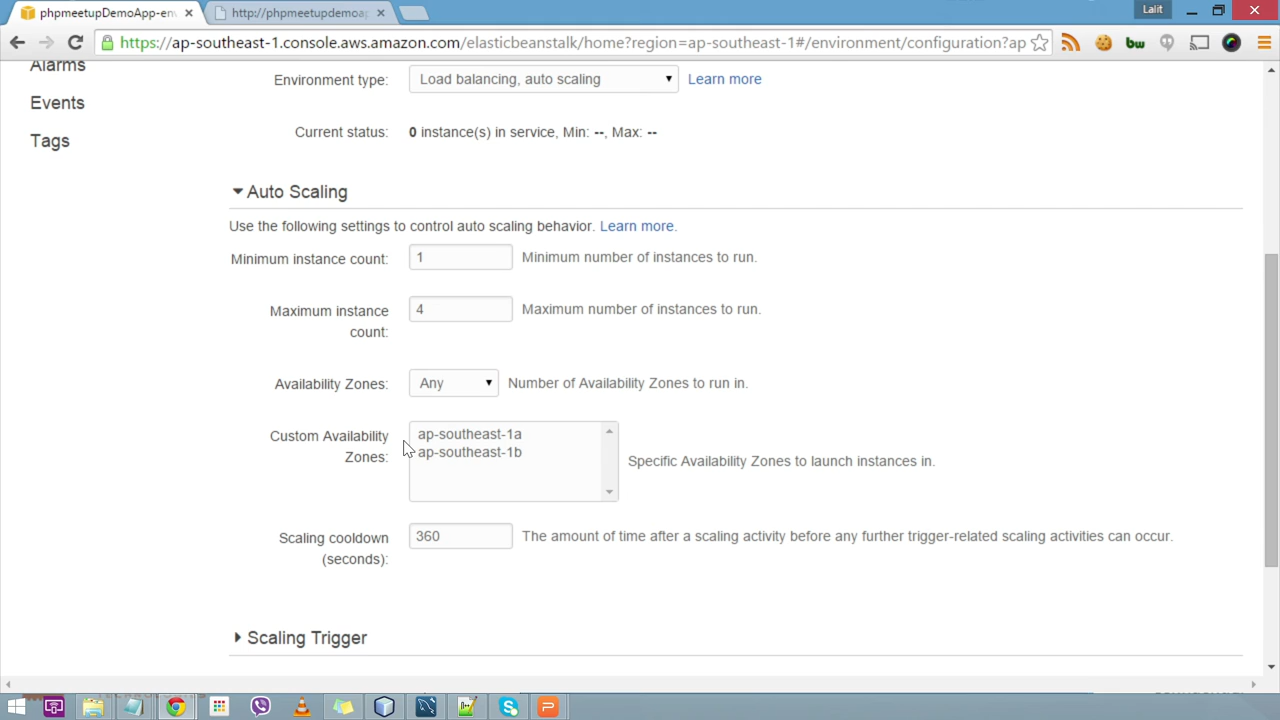 phpmeetupDemoApp-env
http://phpmeetupdemoap
Lalit
https://ap-southeast-1.console.aws.amazon.com/elasticbeanstalk/home?region=ap-southeast-1#/environment/configuration?ap
bw
Alarms
Events
Tags
Environment type: Load balancing, auto scaling Learn more
Current status: 0 instance(s) in service, Min: --, Max: --
Auto Scaling
Use the following settings to control auto scaling behavior. Learn more.
Minimum instance count: 1 Minimum number of instances to run.
Maximum instance count: 4 Maximum number of instances to run.
Availability Zones: Any Number of Availability Zones to run in.
Custom Availability Zones:
ap-southeast-1a
ap-southeast-1b
Specific Availability Zones to launch instances in.
Scaling cooldown (seconds): 360 The amount of time after a scaling activity before any further trigger-related scaling activities can occur.
Scaling Trigger